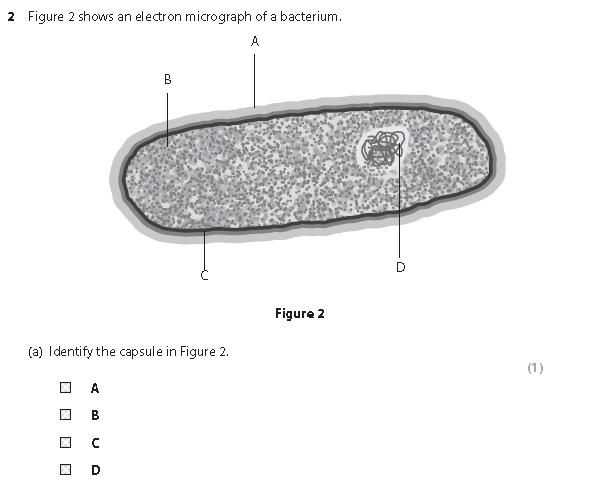 2 Figure 2 shows an electron micrograph of a bacterium.
A
B
C
D
Figure 2
(a) Identify the capsule in Figure 2.
(1)
A
B
C
D